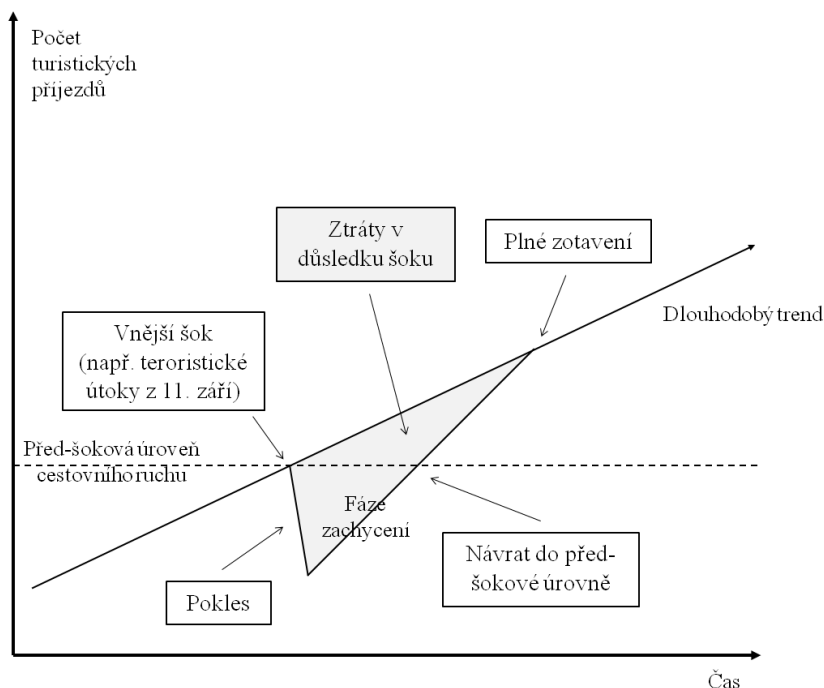 Počet
turistických
příjezdů
Ztráty v
důsledku šoku
Plné zotavení
Dlouhodobý trend
Vnější šok
(např. teroristické
útoky z 11. září)
Před-šoková úroveň
cestovního ruchu
Fáze
zachycení
Návrat do před-
šokové úrovně
Pokles
Čas